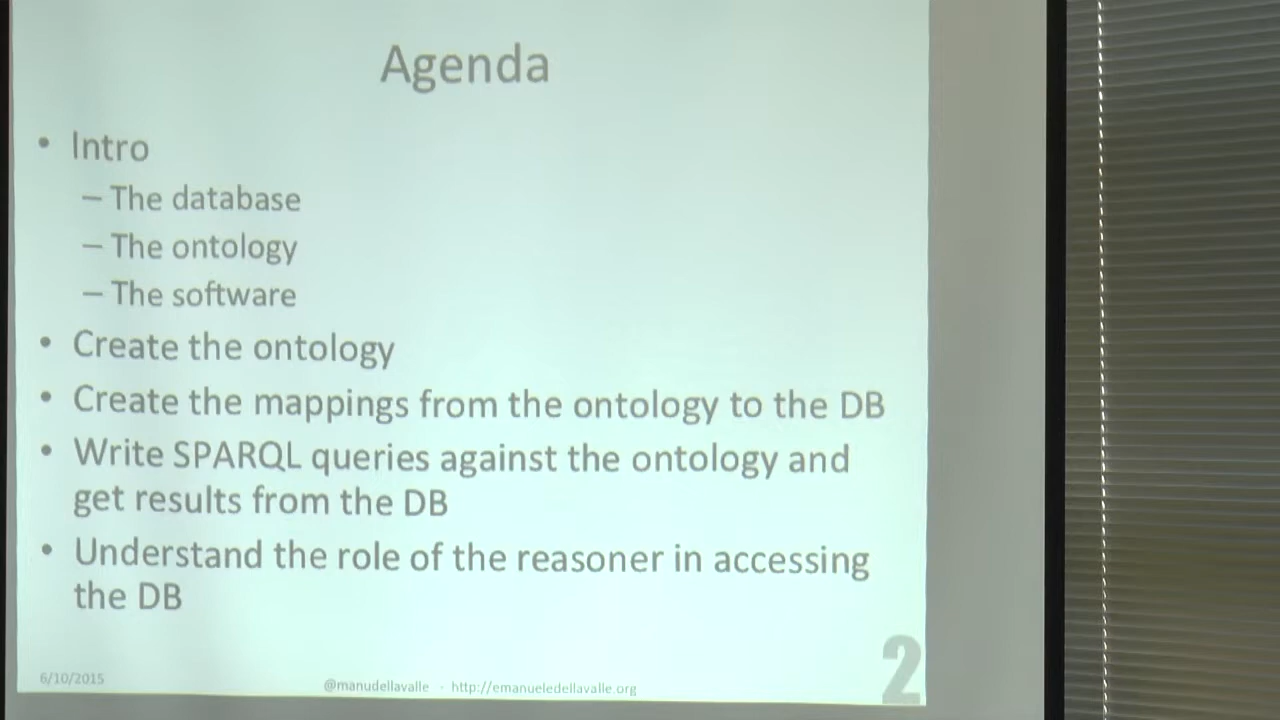 Agenda
• Intro
– The database
– The ontology
– The software
• Create the ontology
• Create the mappings from the ontology to the DB
• Write SPARQL queries against the ontology and
get results from the DB
• Understand the role of the reasoner in accessing
the DB
6/10/2015
@manudellavalle - http://emanueledellavalle.org
2